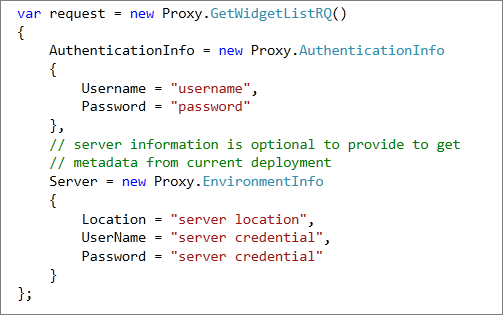 var request = new Proxy.GetWidgetListRQ()
{
    AuthenticationInfo = new Proxy.AuthenticationInfo
    {
        Username = "username",
        Password = "password"
    },
    // server information is optional to provide to get
    // metadata from current deployment
    Server = new Proxy.EnvironmentInfo
    {
        Location = "server location",
        UserName = "server credential",
        Password = "server credential"
    }
};